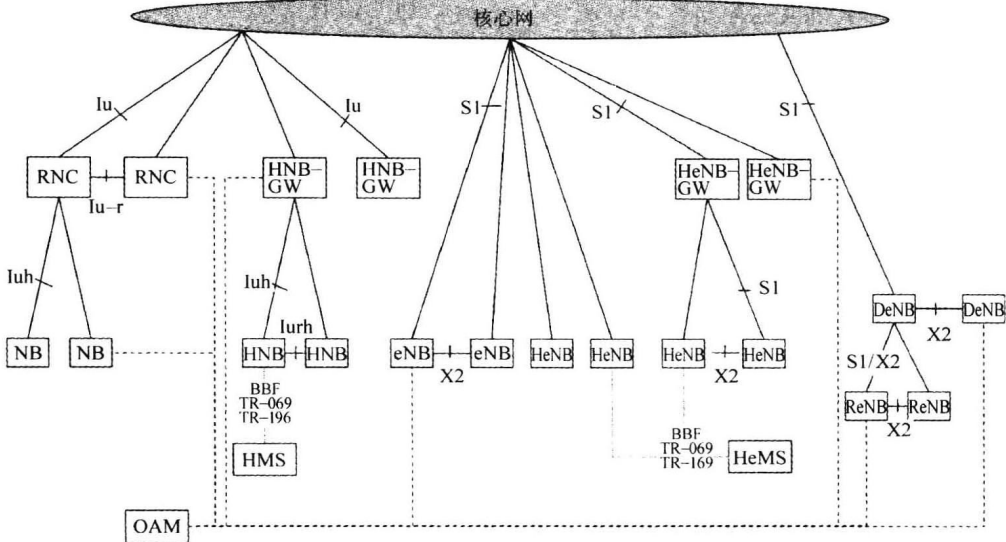 核心网
Iu
Iu
S1
S1
S1
RNC
RNC
Iu-r
HNB-
GW
HNB-
GW
HeNB-
GW
HeNB-
GW
Iuh
Iuh
S1
DeNB
DeNB
X2
NB
NB
HNB
Iurh
HNB
eNB
X2
eNB
HeNB
HeNB
HeNB
X2
HeNB
S1/X2
ReNB
ReNB
X2
BBF
TR-069
TR-196
HMS
BBF
TR-069
TR-169
HeMS
OAM